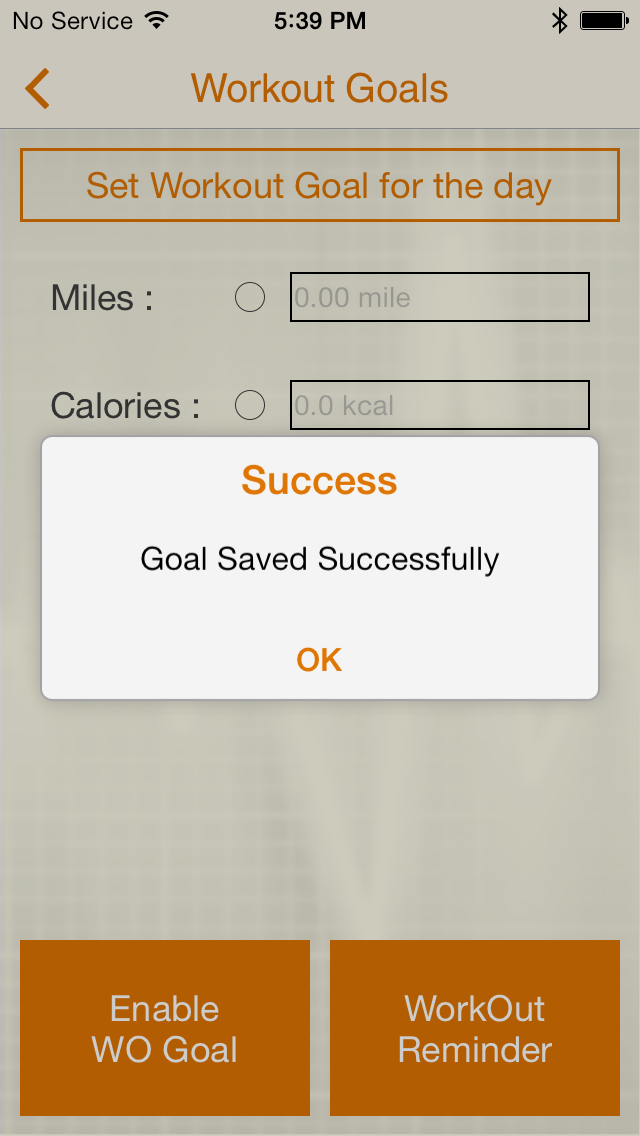 No Service 5:39 PM
Workout Goals
Set Workout Goal for the day
Miles : 0.00 mile
Calories : 0.0 kcal
Success
Goal Saved Successfully
OK
Enable
WO Goal
WorkOut
Reminder